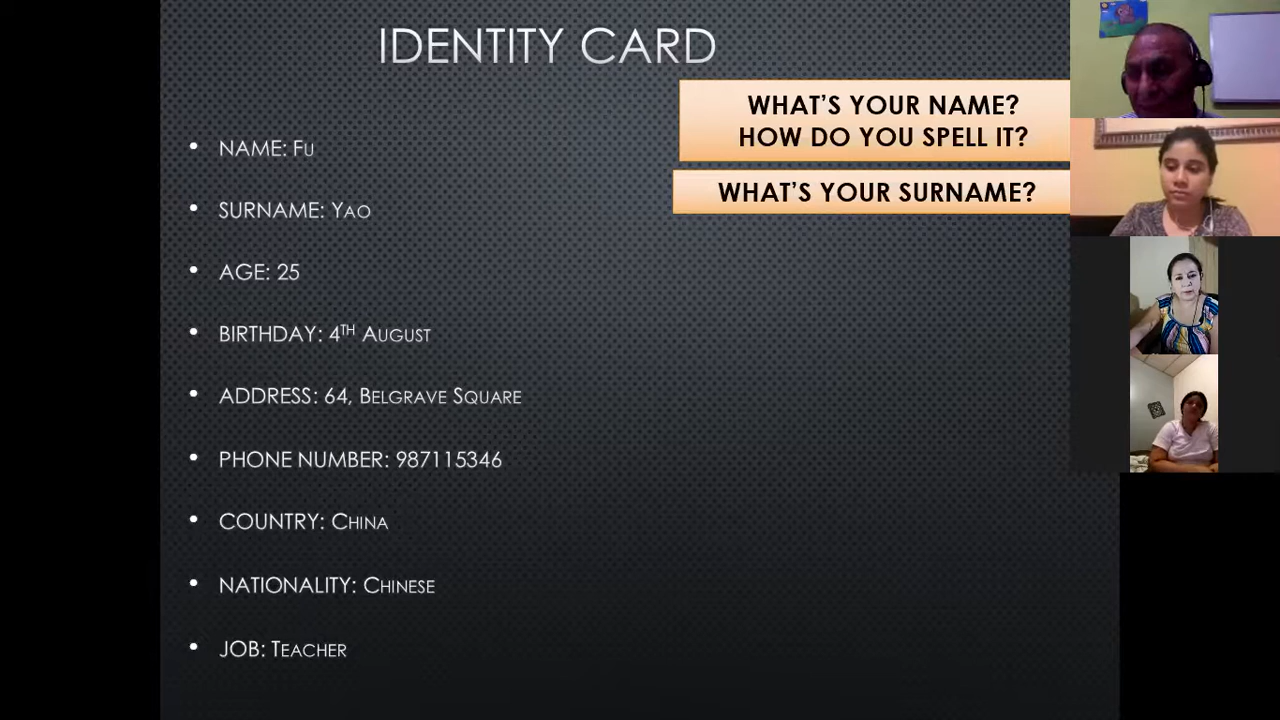 IDENTITY CARD
WHAT'S YOUR NAME?
HOW DO YOU SPELL IT?
WHAT'S YOUR SURNAME?
• NAME: Fu
• SURNAME: Yao
• AGE: 25
• BIRTHDAY: 4TH August
• ADDRESS: 64, Belgrave Square
• PHONE NUMBER: 987115346
• COUNTRY: China
• NATIONALITY: Chinese
• JOB: Teacher